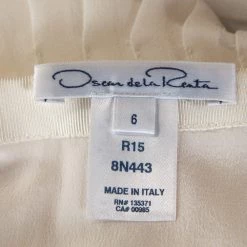 Oscar de la Renta
6
R15
8N443
MADE IN ITALY
RN# 135371
CA# 00985